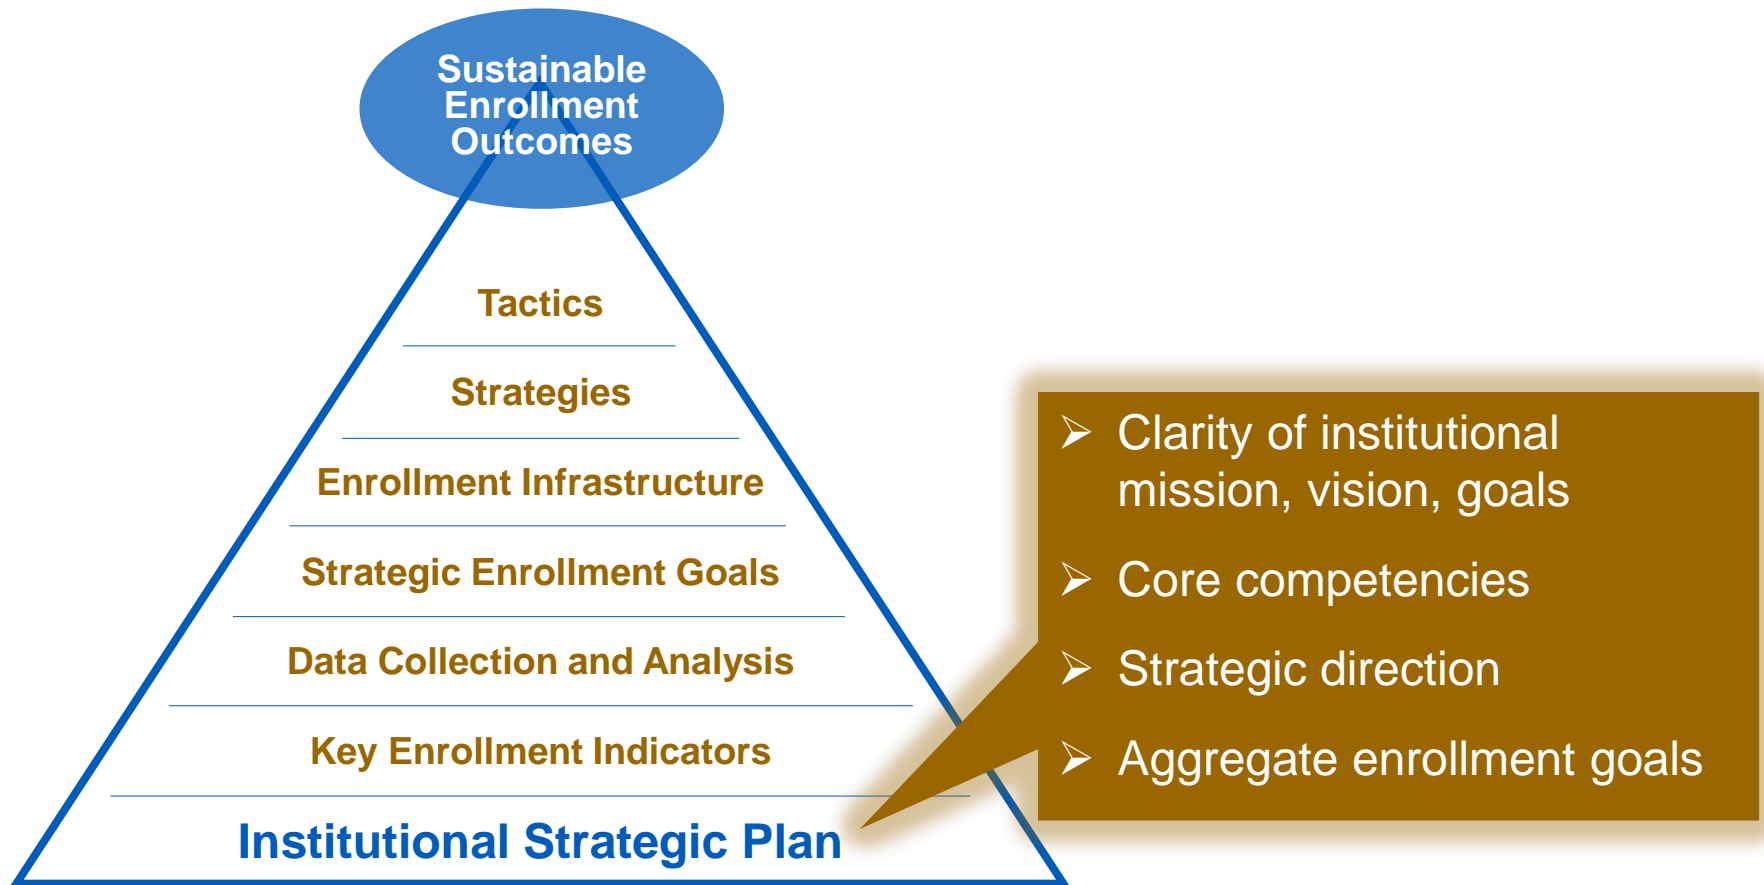 Sustainable
Enrollment
Outcomes
Tactics
Strategies
Enrollment Infrastructure
Strategic Enrollment Goals
Data Collection and Analysis
Key Enrollment Indicators
Institutional Strategic Plan
➢ Clarity of institutional
mission, vision, goals
➢ Core competencies
➢ Strategic direction
➢ Aggregate enrollment goals